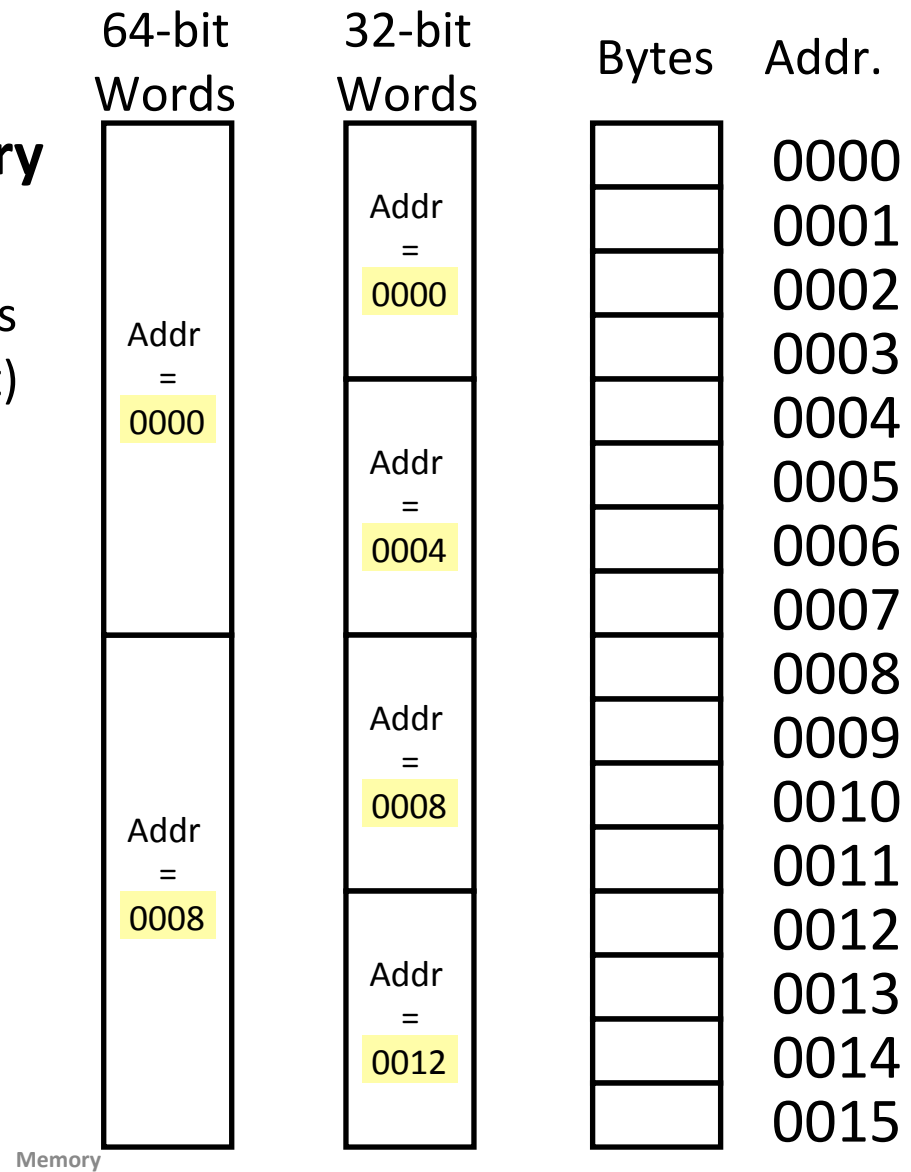 64-bit
Words
32-bit
Words
Bytes
Addr.
ry
s
)
Addr
=
0000
Addr
=
0008
Addr
=
0000
Addr
=
0004
Addr
=
0008
Addr
=
0012
0000
0001
0002
0003
0004
0005
0006
0007
0008
0009
0010
0011
0012
0013
0014
0015
Memory